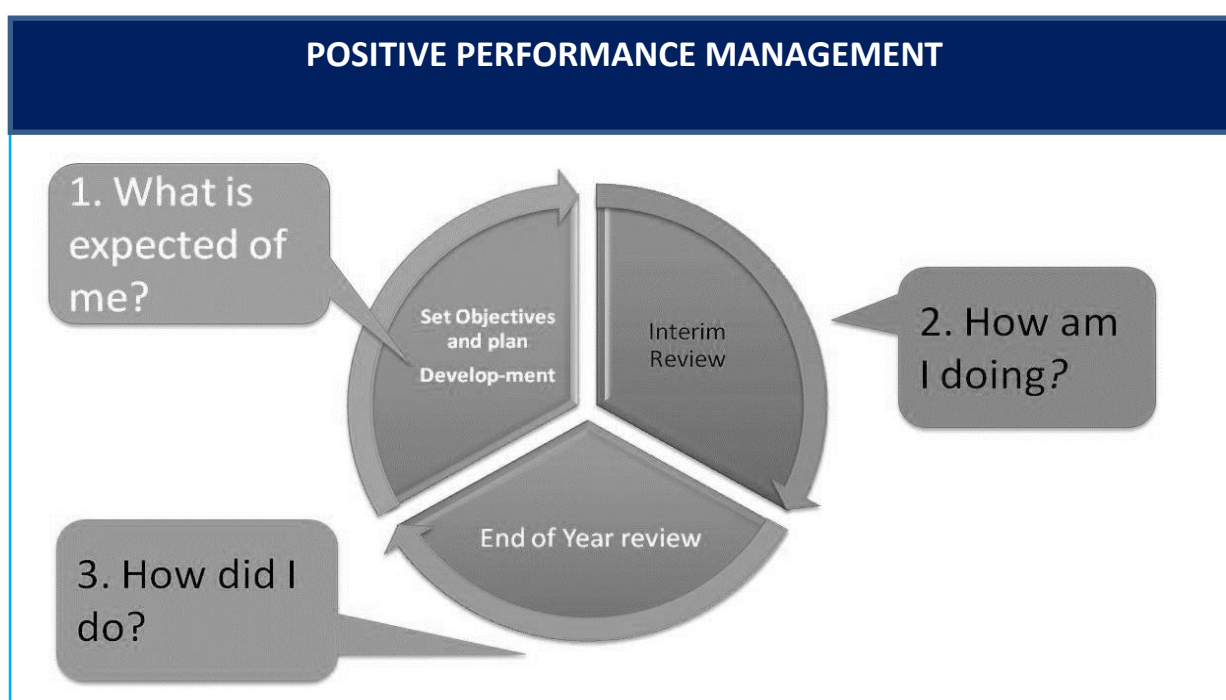 POSITIVE PERFORMANCE MANAGEMENT
1. What is
expected of
me?
Set Objectives
and plan
Develop-ment
Interim
Review
2. How am
I doing?
End of Year review
3. How did I
do?